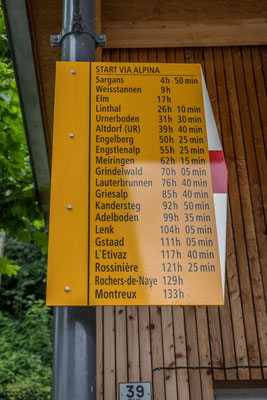 START VIA ALPINA
Sargans 4h 50min
Weisstannen 9h
Elm 17h
Linthal 26h 10min
Urnerboden 31h 30min
Altdorf (UR) 39h 40min
Engelberg 50h 25min
Engstlenalp 55h 25min
Meiringen 62h 15min
Grindelwald 70h 05min
Lauterbrunnen 76h 40min
Griesalp 85h 40min
Kandersteg 92h 50min
Adelboden 99h 35min
Lenk 104h 05min
Gstaad 111h 05min
L'Etivaz 117h 40min
Rossinière 121h 25min
Rochers-de-Naye 129h
Montreux 133h
39